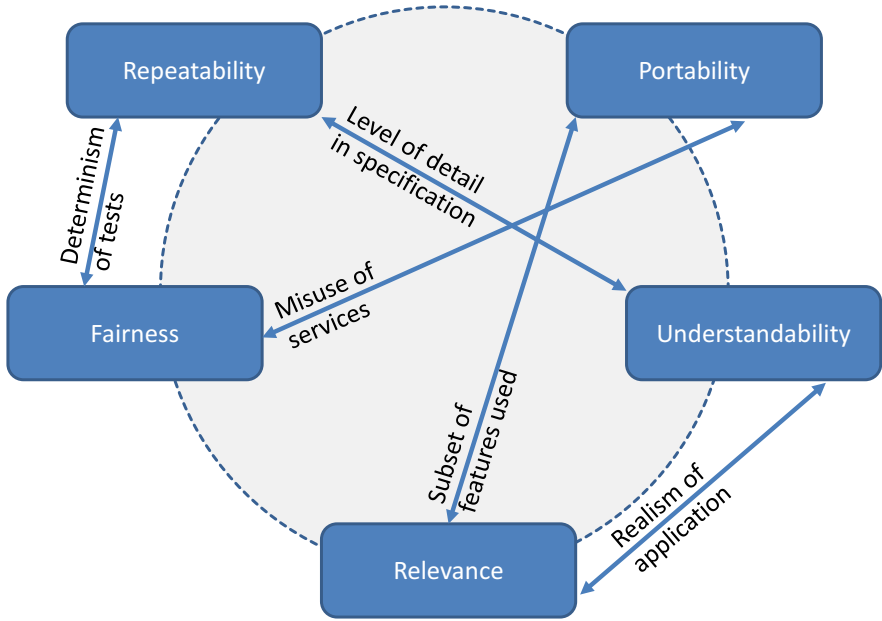 Repeatability
Portability
Level of detail
in specification
Determinism
of tests
Misuse of
services
Fairness
Understandability
Subset of
features used
Realism of
application
Relevance